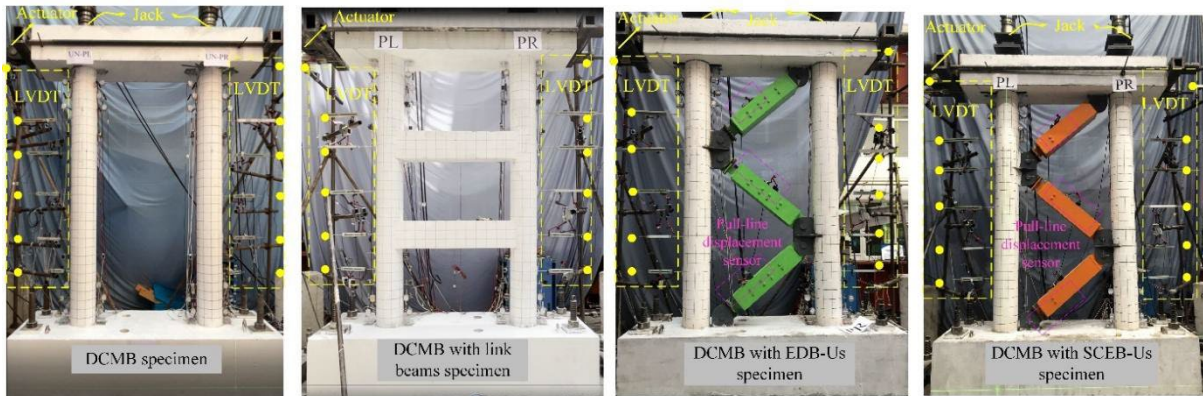 Actuator
Jack
UN-PL
UN-PR
LVDT
LVDT
DCMB specimen
Actuator
PL
PR
LVDT
LVDT
DCMB with link
beams specimen
Actuator
Jack
LVDT
LVDT
Pull-line
displacement
sensor
DCMB with EDB-Us
specimen
Actuator
Jack
PL
PR
LVDT
LVDT
Pull-line
displacement
sensor
DCMB with SCEB-Us
specimen